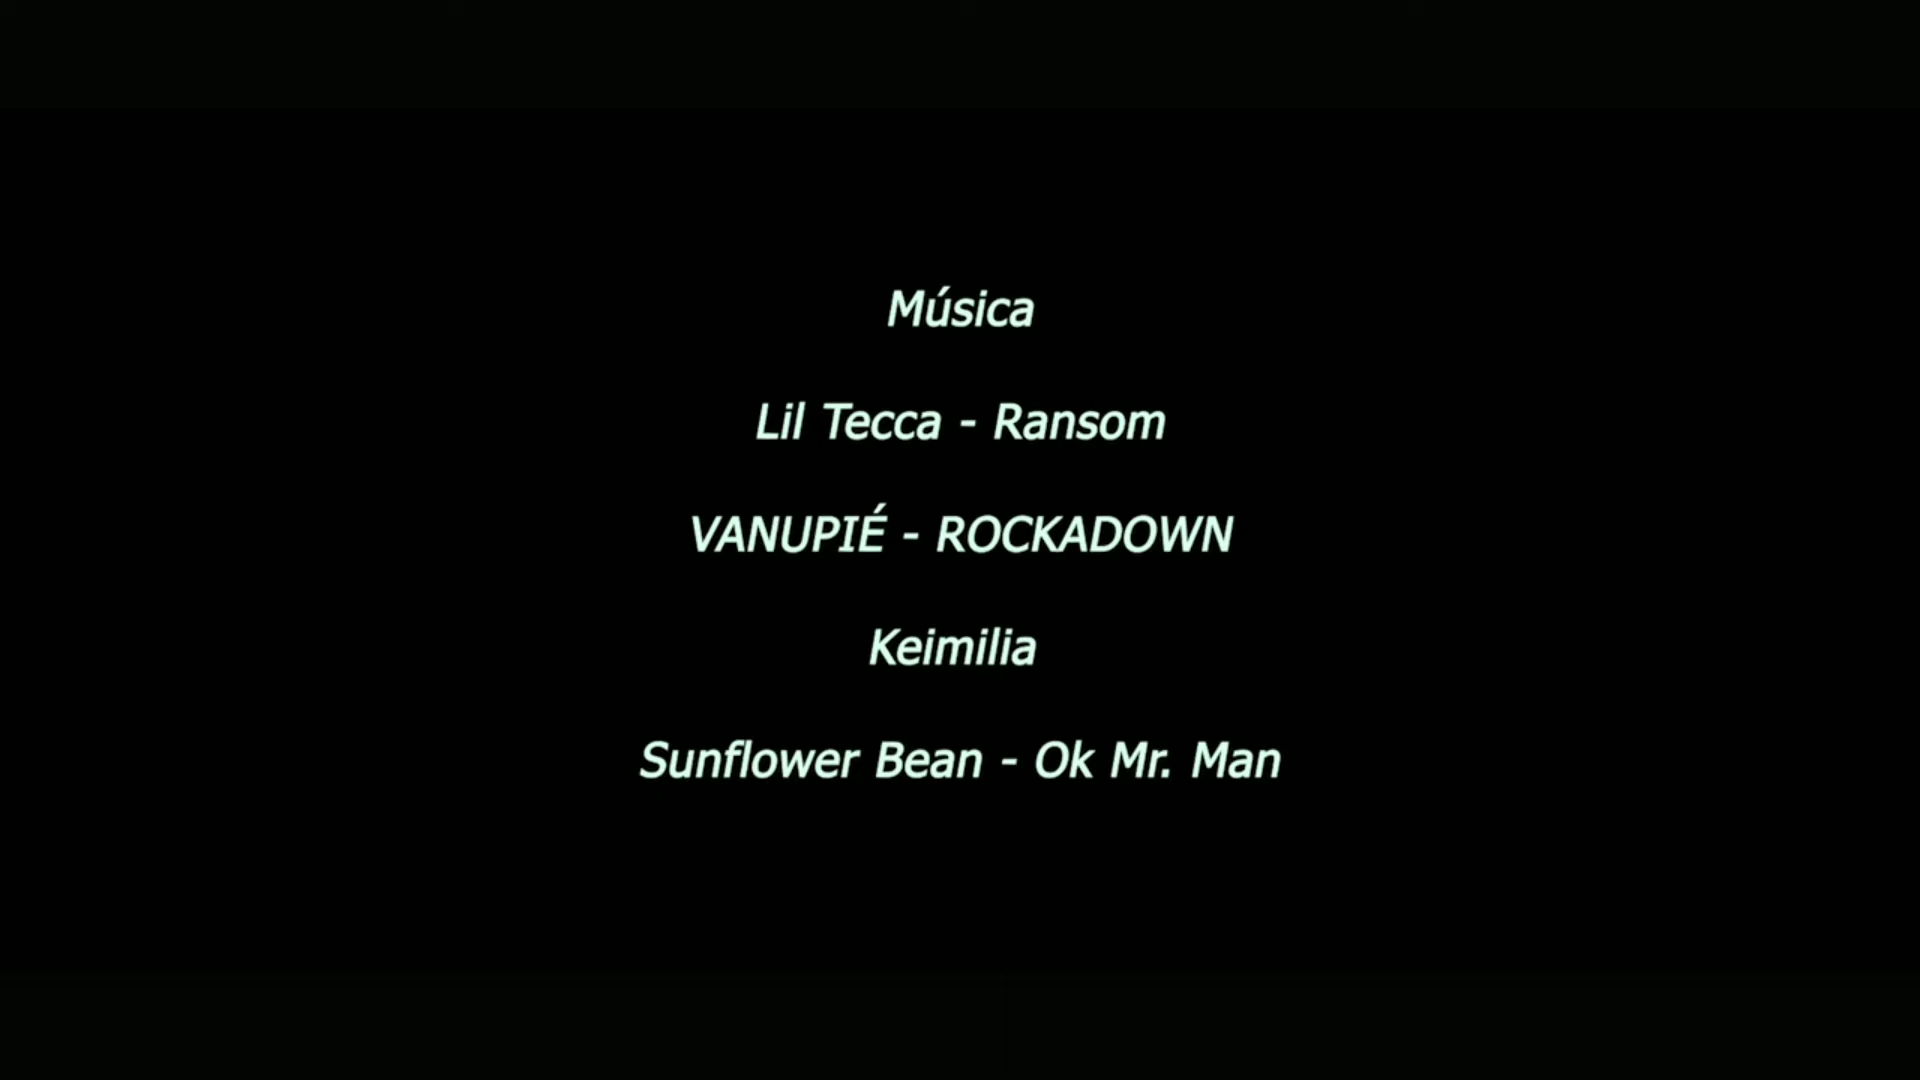 Música
Lil Tecca - Ransom
VANUPIÉ - ROCKADOWN
Keimilia
Sunflower Bean - Ok Mr. Man